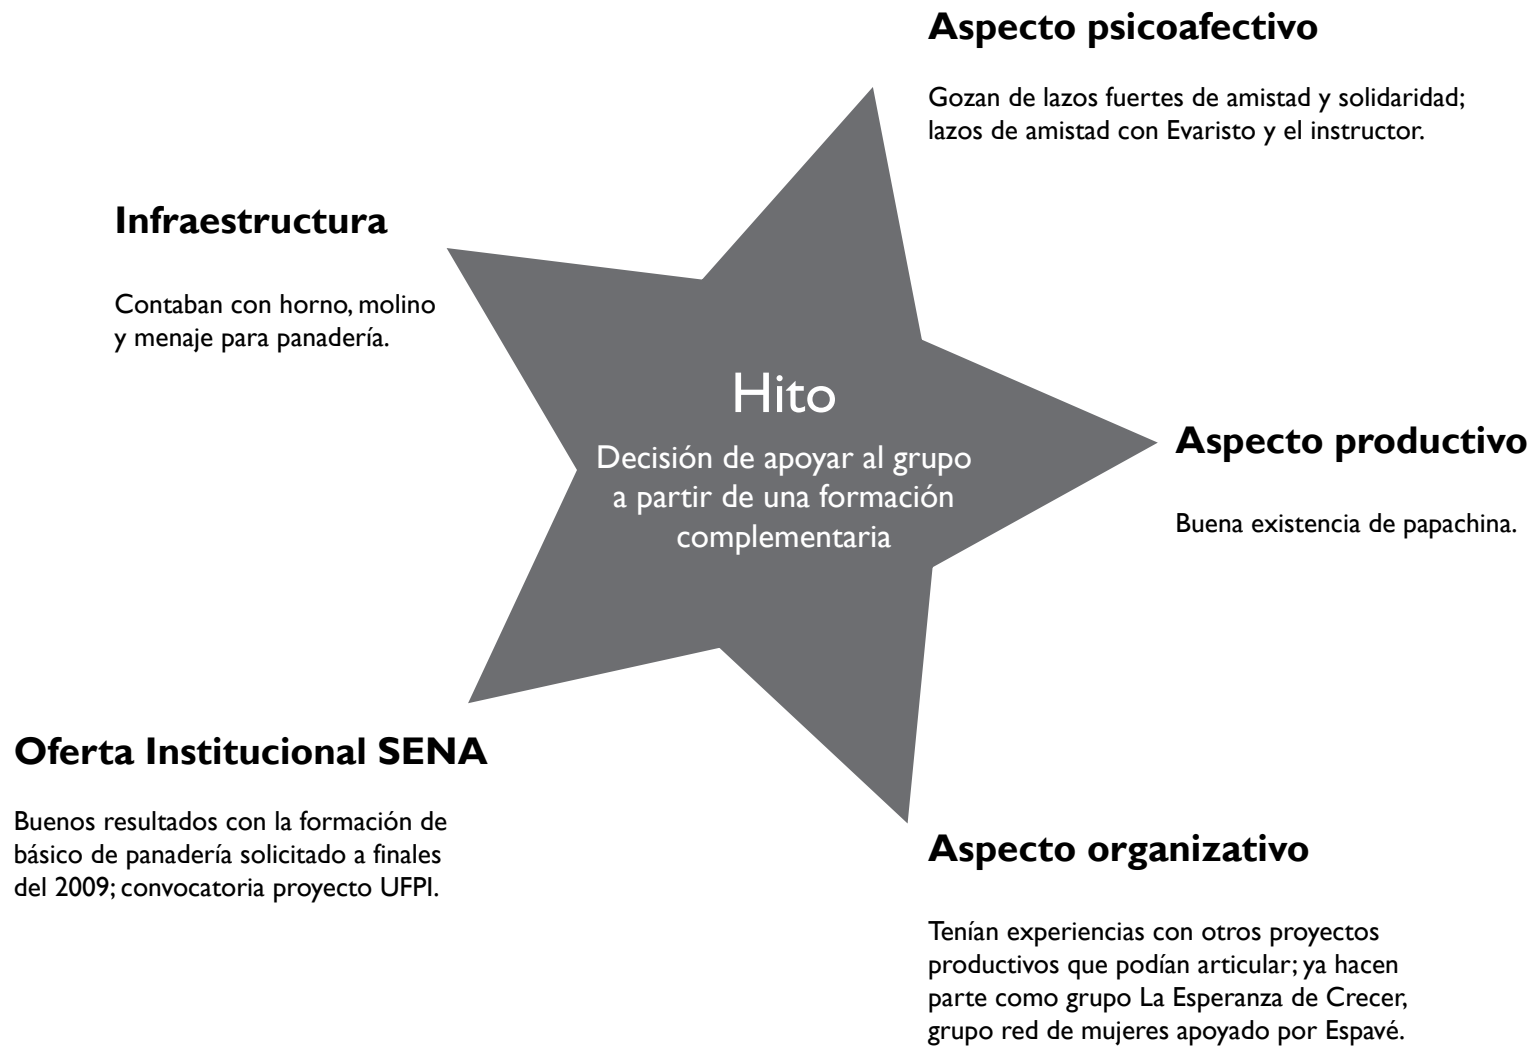 Aspecto psicoafectivo
Gozan de lazos fuertes de amistad y solidaridad;
lazos de amistad con Evaristo y el instructor.
Infraestructura
Contaban con horno, molino
y menaje para panadería.
Hito
Decisión de apoyar al grupo
a partir de una formación
complementaria
Aspecto productivo
Buena existencia de papachina.
Oferta Institucional SENA
Buenos resultados con la formación de
básico de panadería solicitado a finales
del 2009; convocatoria proyecto UFPI.
Aspecto organizativo
Tenían experiencias con otros proyectos
productivos que podían articular; ya hacen
parte como grupo La Esperanza de Crecer,
grupo red de mujeres apoyado por Espavé.